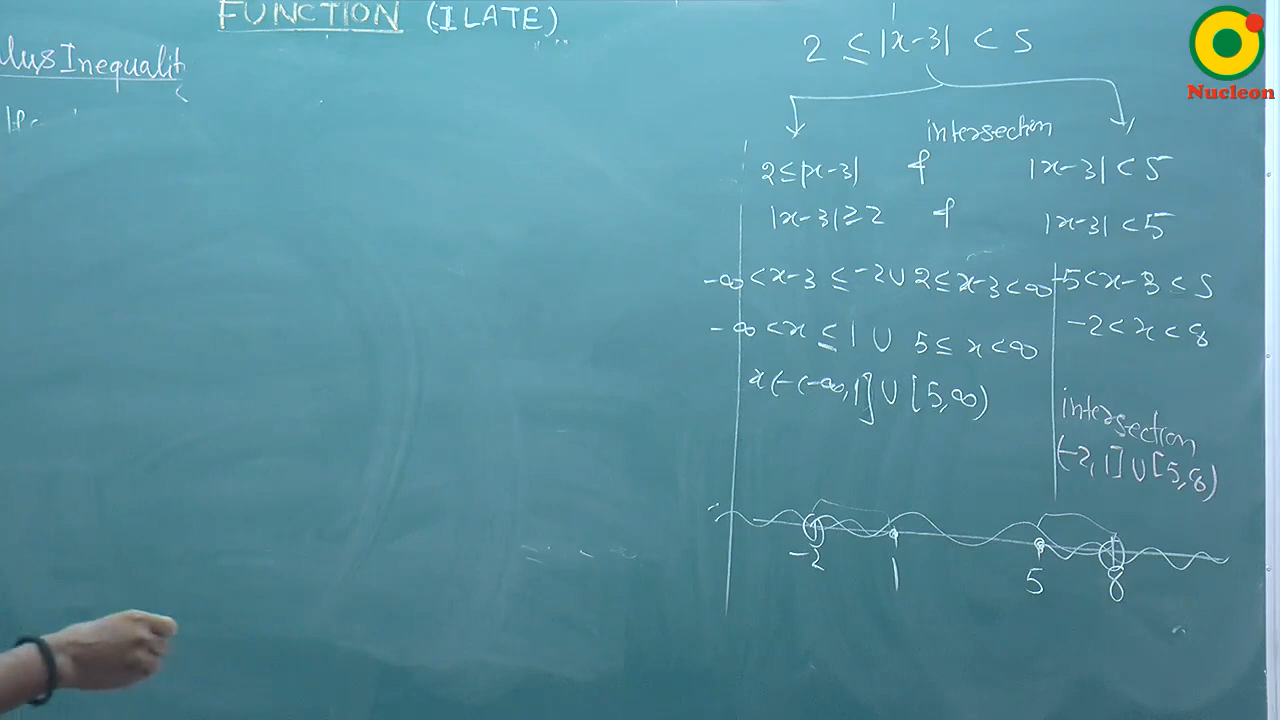 FUNCTION (ILATE)
lus Inequalit
2 ≤ |x-3| < 5
intersection
2 ≤ |x-3| & |x-3| < 5
|x-3| ≥ 2 & |x-3| < 5
-∞ < x-3 ≤ -2 ∪ 2 ≤ x-3 < ∞
-5 < x-3 < 5
-∞ < x ≤ 1 ∪ 5 ≤ x < ∞
-2 < x < 8
x ∈ (-∞, 1] ∪ [5, ∞)
intersection
(-2, 1] ∪ [5, 8)
-2 1 5 8
Nucleon